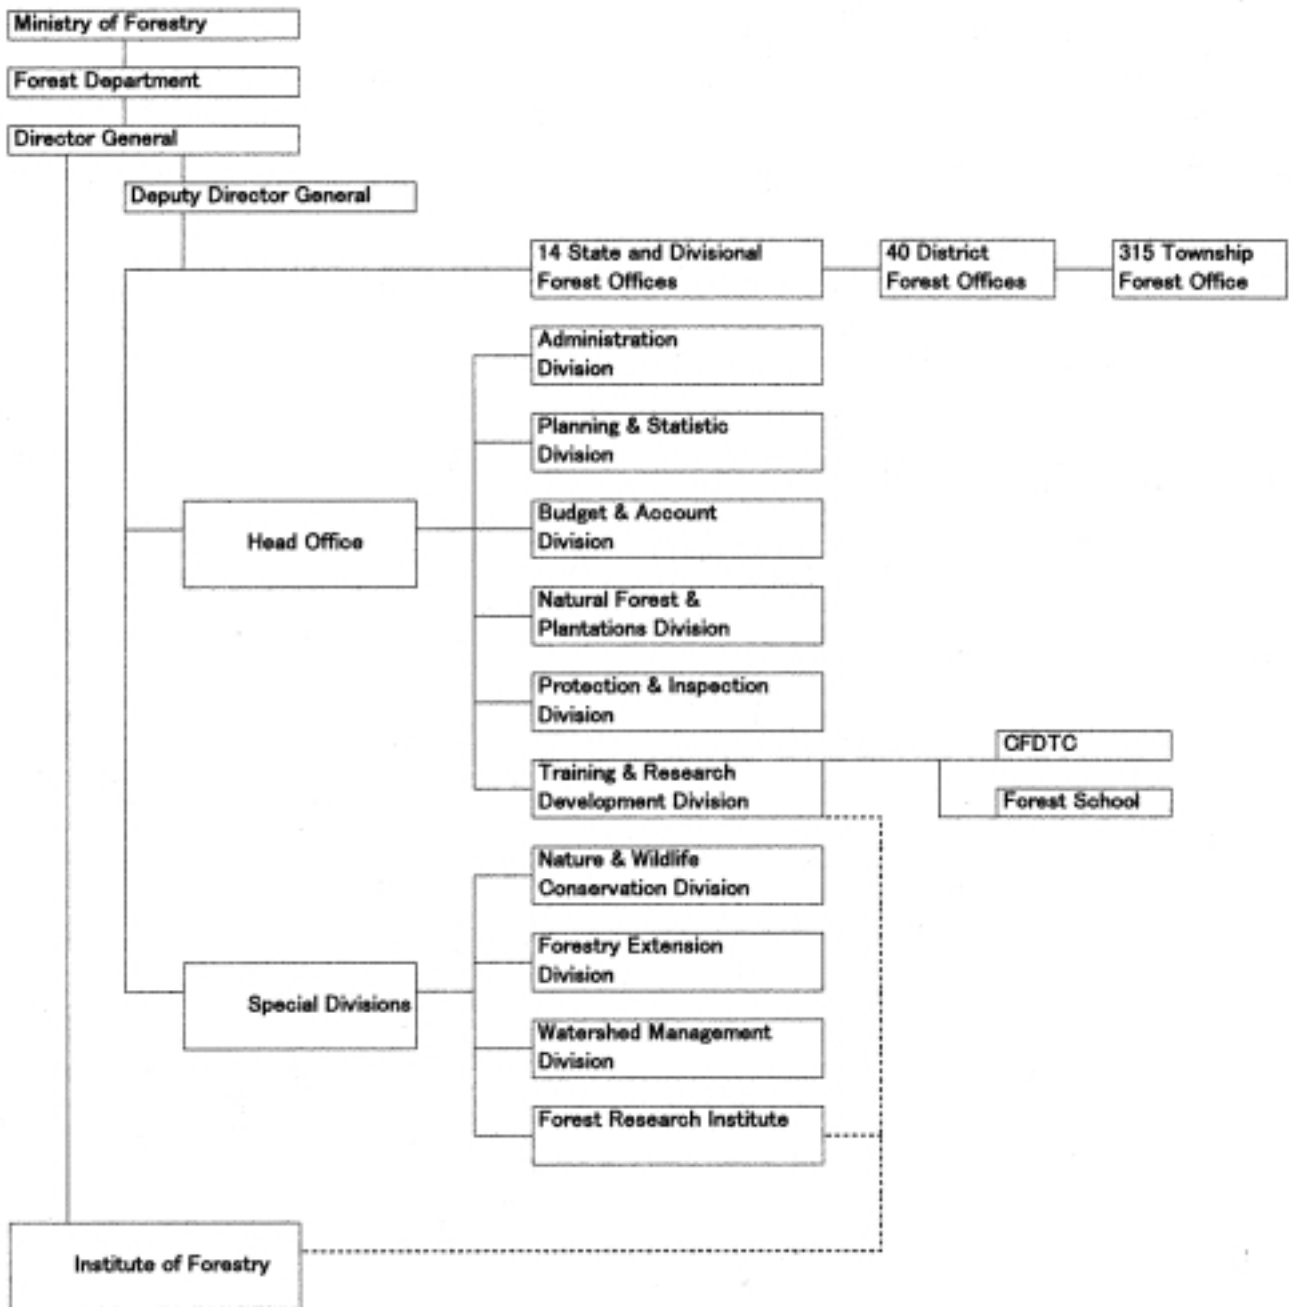 Ministry of Forestry
Forest Department
Director General
Deputy Director General
14 State and Divisional
Forest Offices
40 District
Forest Offices
315 Township
Forest Office
Administration
Division
Planning & Statistic
Division
Budget & Account
Division
Head Office
Natural Forest &
Plantations Division
Protection & Inspection
Division
CFDTC
Training & Research
Development Division
Forest School
Nature & Wildlife
Conservation Division
Forestry Extension
Division
Special Divisions
Watershed Management
Division
Forest Research Institute
Institute of Forestry